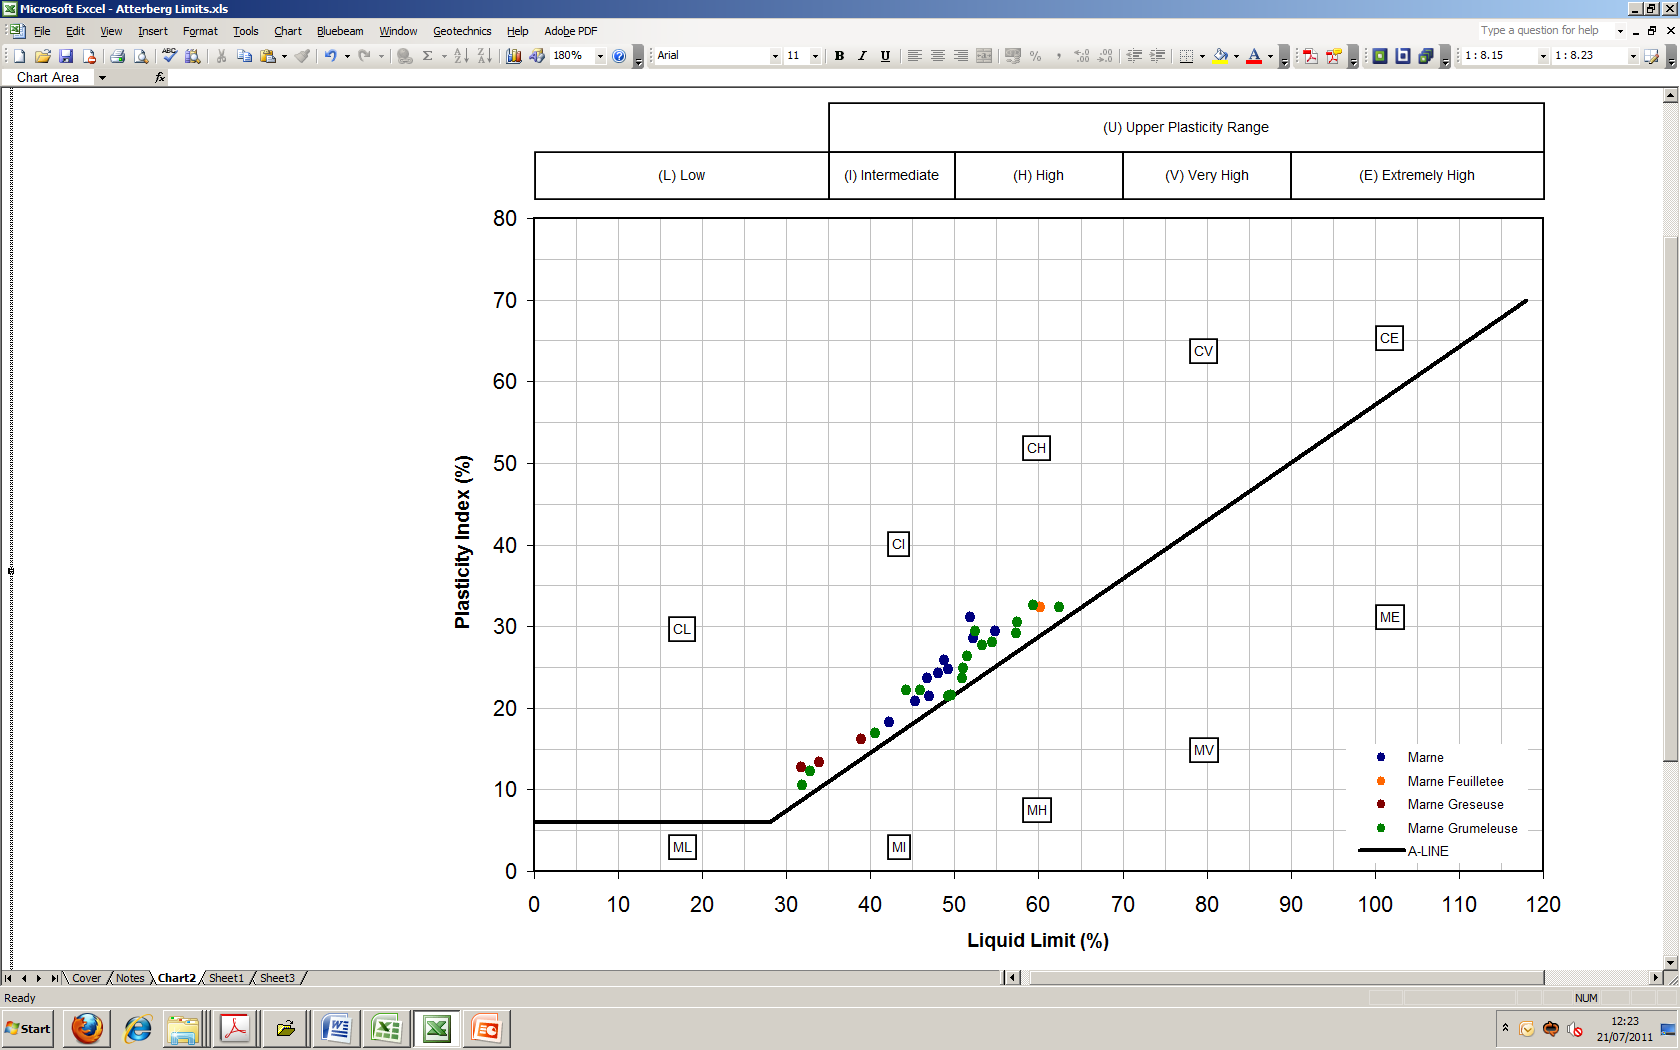 Microsoft Excel - Atterberg Limits.xls
File Edit View Insert Format Tools Chart Bluebeam Window Geotechnics Help Adobe PDF
Type a question for help
180% Arial 11 B I U 1 : 8.15 1 : 8.23
Chart Area fx
(U) Upper Plasticity Range
(L) Low (I) Intermediate (H) High (V) Very High (E) Extremely High
80
70
60
50
40
30
20
10
0
Plasticity Index (%)
CE
CV
CH
CI
CL
ME
MV
MH
ML
MI
Marne
Marne Feuilletee
Marne Greseuse
Marne Grumeleuse
A-LINE
0 10 20 30 40 50 60 70 80 90 100 110 120
Liquid Limit (%)
Cover Notes Chart2 Sheet1 Sheet3
Ready
NUM
Start
12:23
21/07/2011